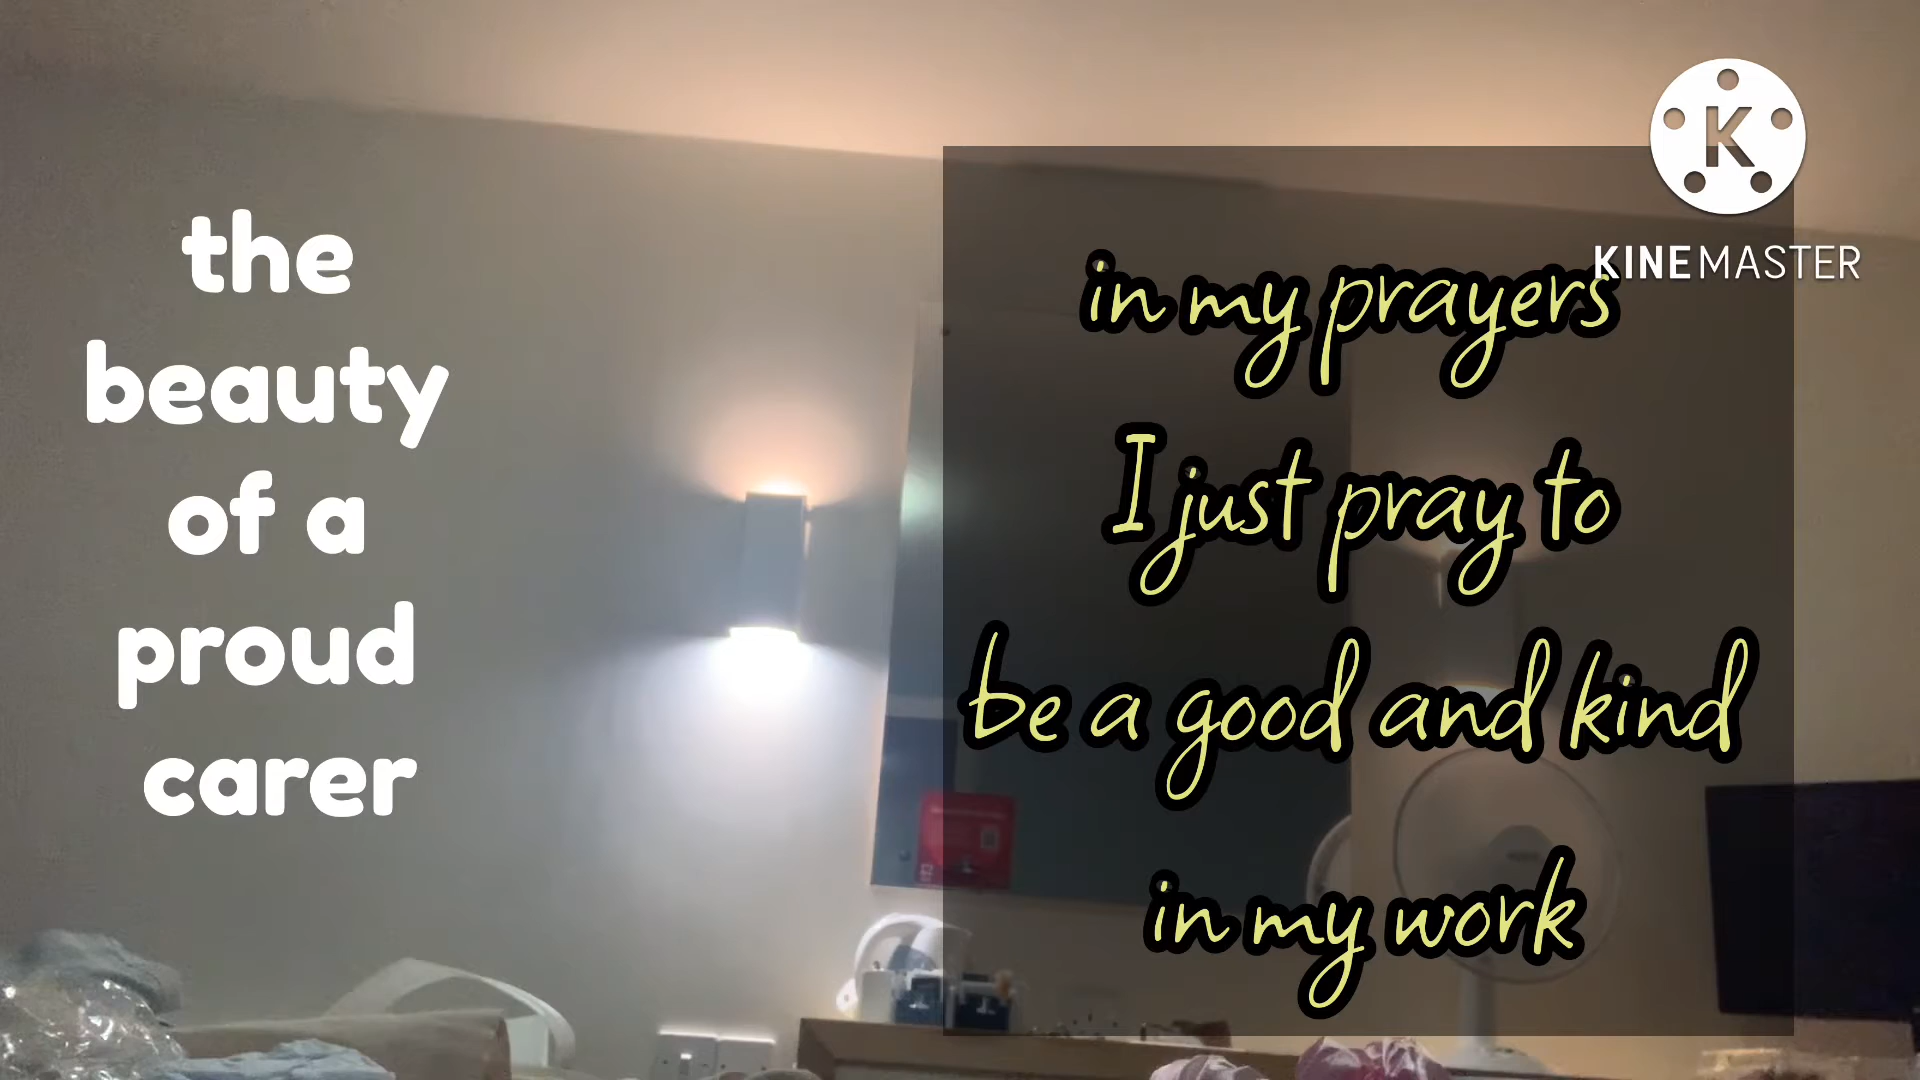 the
beauty
of a
proud
carer
K
KINEMASTER
in my prayers
I just pray to
be a good and kind
in my work